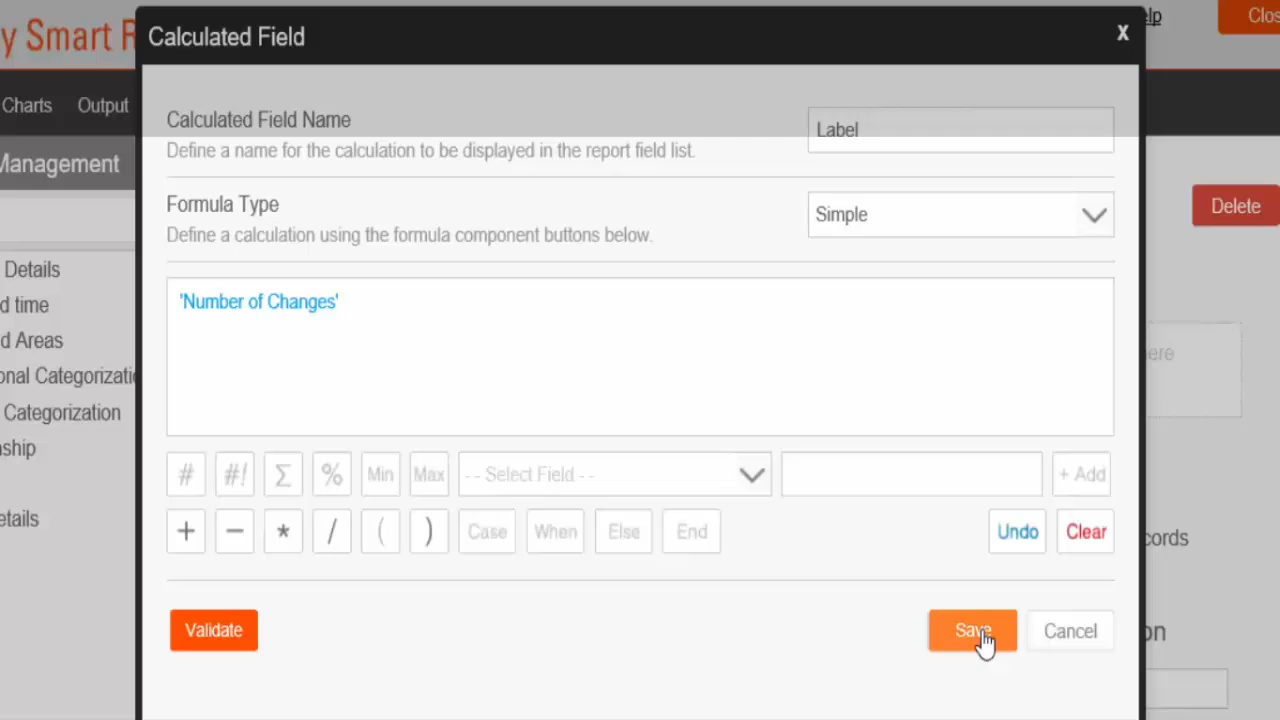 y Smart R
Calculated Field
X
lp
Clos
Charts Output
Management
Calculated Field Name
Define a name for the calculation to be displayed in the report field list.
Label
Formula Type
Define a calculation using the formula component buttons below.
Simple
Delete
Details
d time
d Areas
onal Categorizatio
Categorization
nship
etails
'Number of Changes'
ere
# #! Σ % Min Max -- Select Field -- + Add
+ − * / ( ) Case When Else End Undo Clear
cords
Validate Save Cancel
on